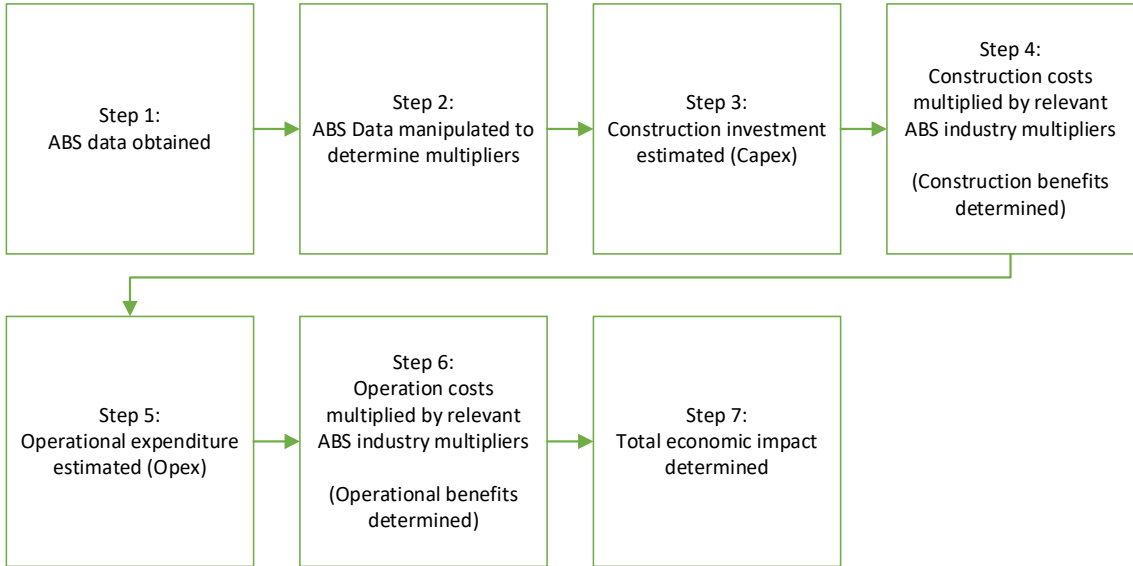 Step 1:
ABS data obtained
Step 2:
ABS Data manipulated to
determine multipliers
Step 3:
Construction investment
estimated (Capex)
Step 4:
Construction costs
multiplied by relevant
ABS industry multipliers
(Construction benefits
determined)
Step 5:
Operational expenditure
estimated (Opex)
Step 6:
Operation costs
multiplied by relevant
ABS industry multipliers
(Operational benefits
determined)
Step 7:
Total economic impact
determined